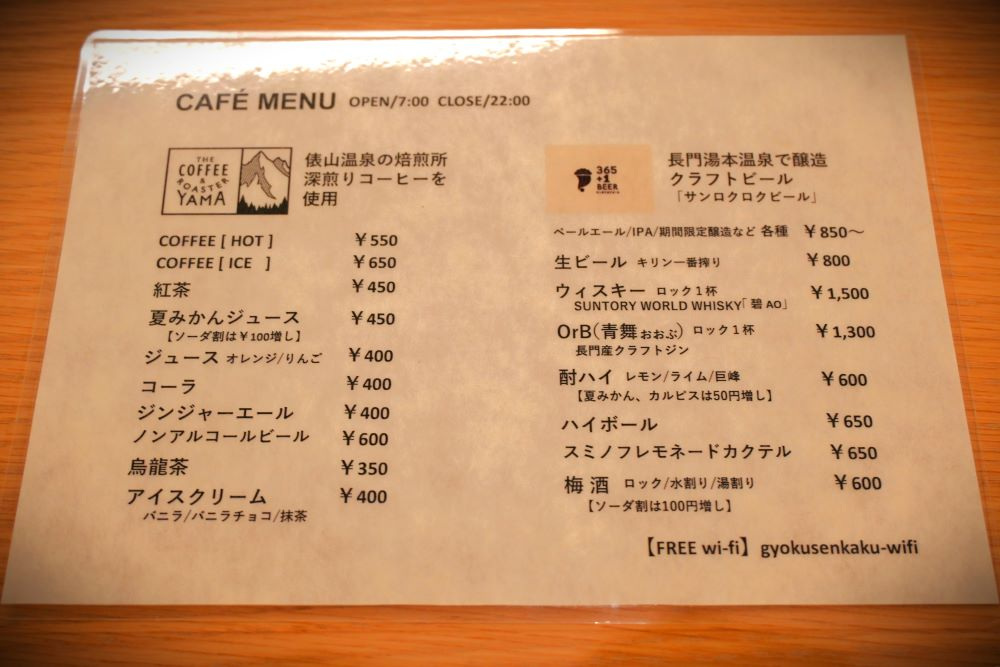 CAFÉ MENU OPEN/7:00 CLOSE/22:00
THE
COFFEE
&
ROASTER
YAMA
俵山温泉の焙煎所
深煎りコーヒーを
使用
COFFEE [ HOT ] ￥550
COFFEE [ ICE ] ￥650
紅茶 ￥450
夏みかんジュース ￥450
【ソーダ割は￥100増し】
ジュース オレンジ/りんご ￥400
コーラ ￥400
ジンジャーエール ￥400
ノンアルコールビール ￥600
烏龍茶 ￥350
アイスクリーム ￥400
バニラ/バニラチョコ/抹茶
365
+1
BEER
長門湯本温泉で醸造
クラフトビール
「サンロクロクビール」
ペールエール/IPA/期間限定醸造など 各種 ￥850～
生ビール キリン一番搾り ￥800
ウィスキー ロック１杯 ￥1,500
SUNTORY WORLD WHISKY「碧 AO」
OrB(青舞おおぶ) ロック１杯 ￥1,300
長門産クラフトジン
酎ハイ レモン/ライム/巨峰 ￥600
【夏みかん、カルピスは50円増し】
ハイボール ￥650
スミノフレモネードカクテル ￥650
梅酒 ロック/水割り/湯割り ￥600
【ソーダ割は100円増し】
【FREE wi-fi】gyokusenkaku-wifi